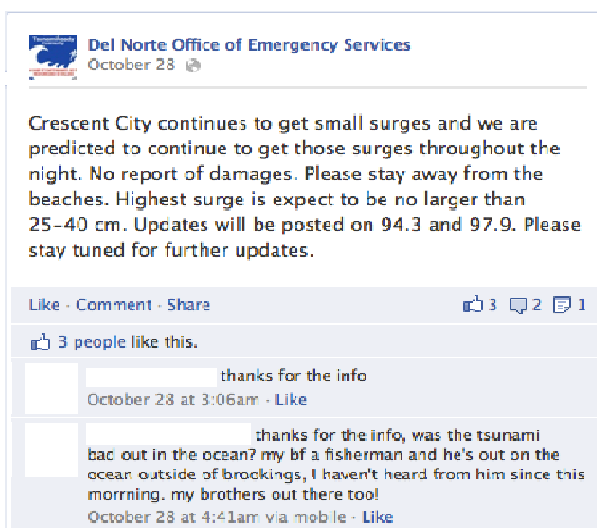 Del Norte Office of Emergency Services
October 28
Crescent City continues to get small surges and we are
predicted to continue to get those surges throughout the
night. No report of damages. Please stay away from the
beaches. Highest surge is expect to be no larger than
25-40 cm. Updates will be posted on 94.3 and 97.9. Please
stay tuned for further updates.
Like · Comment · Share 3 2 1
3 people like this.
thanks for the info
October 28 at 3:06am · Like
thanks for the info, was the tsunami
bad out in the ocean? my bf a fisherman and he's out on the
ocean outside of brookings, I haven't heard from him since this
morrning. my brothers out there too!
October 28 at 4:41am via mobile · Like